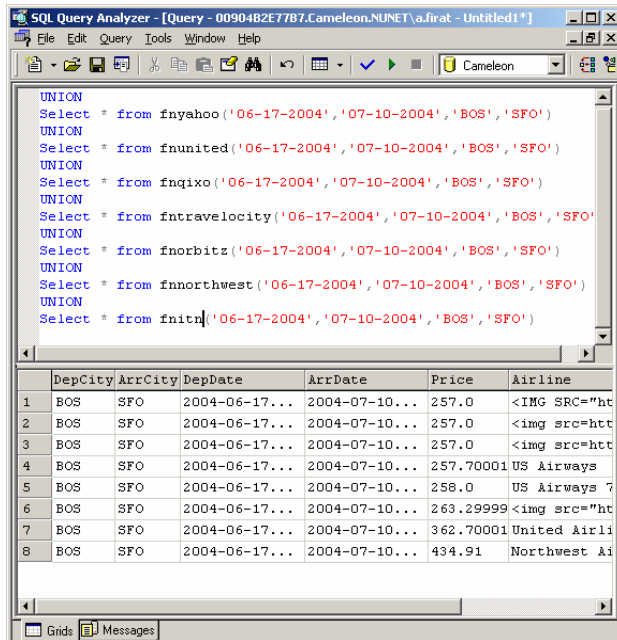 SQL Query Analyzer - [Query - 00904B2E77B7.Cameleon.NUNET\a.firat - Untitled1*]
File Edit Query Tools Window Help
Cameleon
UNION
Select * from fnyahoo('06-17-2004','07-10-2004','BOS','SFO')
UNION
Select * from fnunited('06-17-2004','07-10-2004','BOS','SFO')
UNION
Select * from fnqixo('06-17-2004','07-10-2004','BOS','SFO')
UNION
Select * from fntravelocity('06-17-2004','07-10-2004','BOS','SFO'
UNION
Select * from fnorbitz('06-17-2004','07-10-2004','BOS','SFO')
UNION
Select * from fnnorthwest('06-17-2004','07-10-2004','BOS','SFO')
UNION
Select * from fnitn('06-17-2004','07-10-2004','BOS','SFO')
DepCity ArrCity DepDate ArrDate Price Airline
1 BOS SFO 2004-06-17... 2004-07-10... 257.0 <IMG SRC="ht
2 BOS SFO 2004-06-17... 2004-07-10... 257.0 <img src=htt
3 BOS SFO 2004-06-17... 2004-07-10... 257.0 <img src=htt
4 BOS SFO 2004-06-17... 2004-07-10... 257.70001 US Airways
5 BOS SFO 2004-06-17... 2004-07-10... 258.0 US Airways 7
6 BOS SFO 2004-06-17... 2004-07-10... 263.29999 <img src="ht
7 BOS SFO 2004-06-17... 2004-07-10... 362.70001 United Airli
8 BOS SFO 2004-06-17... 2004-07-10... 434.91 Northwest Ai
Grids Messages